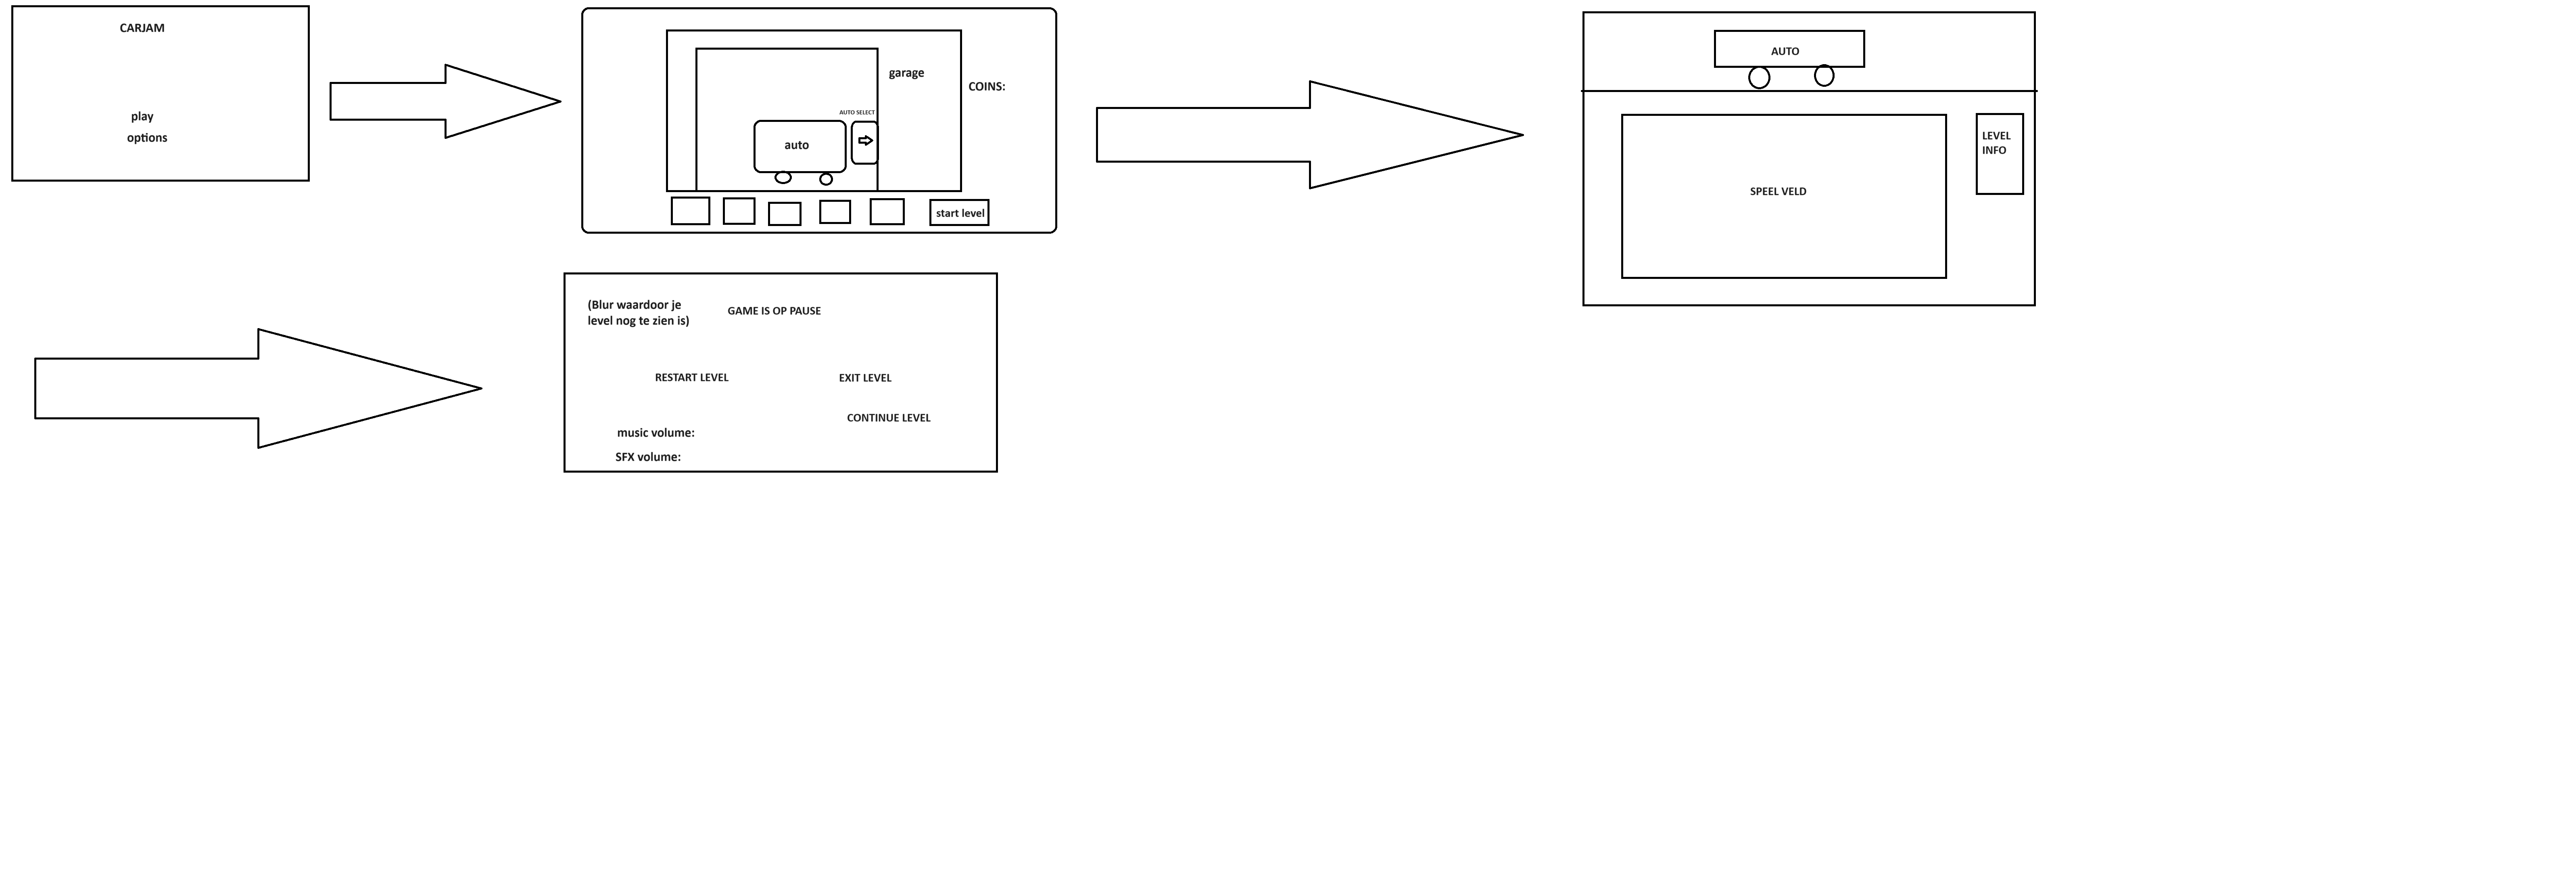 CARJAM
play
options
garage
COINS:
AUTO SELECT
auto
start level
AUTO
LEVEL
INFO
SPEEL VELD
(Blur waardoor je
level nog te zien is)
GAME IS OP PAUSE
RESTART LEVEL
EXIT LEVEL
CONTINUE LEVEL
music volume:
SFX volume: